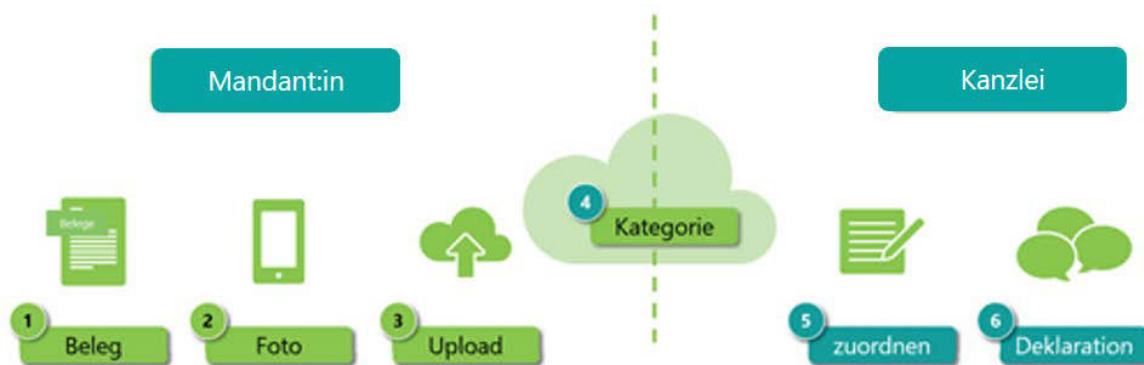 Mandant:in
Kanzlei
4
Kategorie
Belege
1
Beleg
2
Foto
3
Upload
5
zuordnen
6
Deklaration